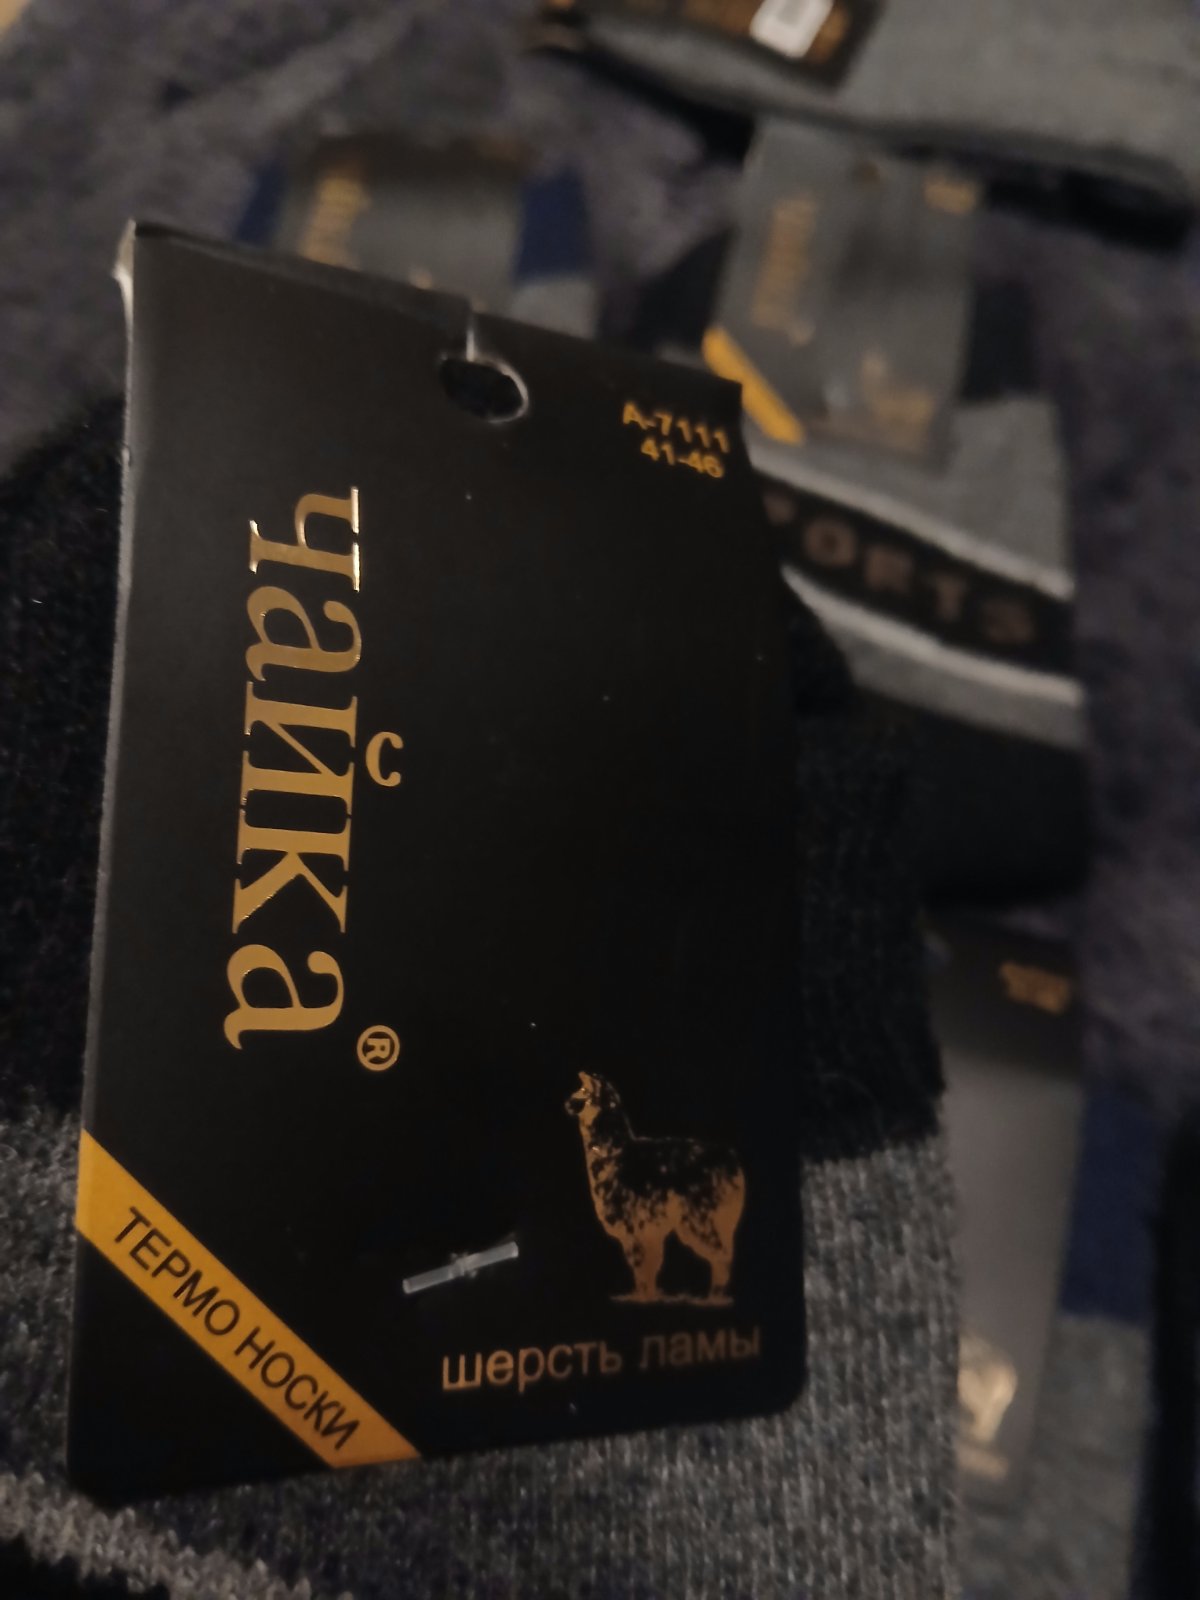 А-7111
41-46
чайка®
ТЕРМО НОСКИ
шерсть ламы
PORTS